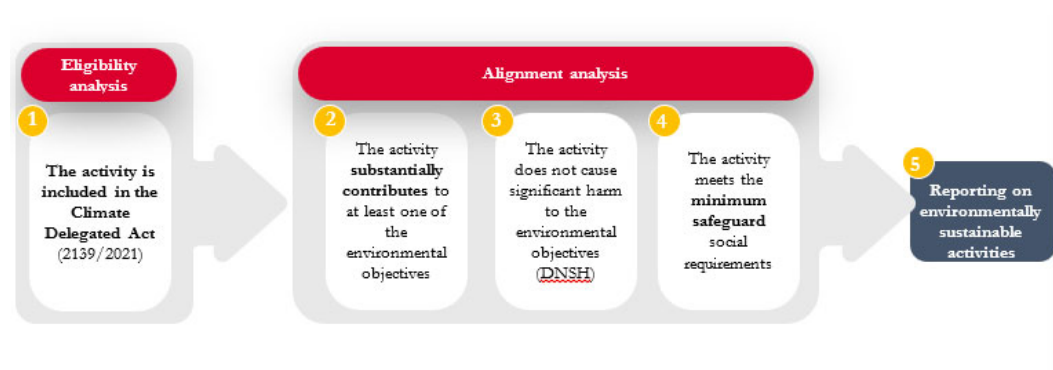 Eligibility
analysis
1
The activity is
included in the
Climate
Delegated Act
(2139/2021)
Alignment analysis
2
The activity
substantially
contributes to
at least one of
the
environmental
objectives
3
The activity
does not cause
significant harm
to the
environmental
objectives
(DNSH)
4
The activity
meets the
minimum
safeguard
social
requirements
5
Reporting on
environmentally
sustainable
activities